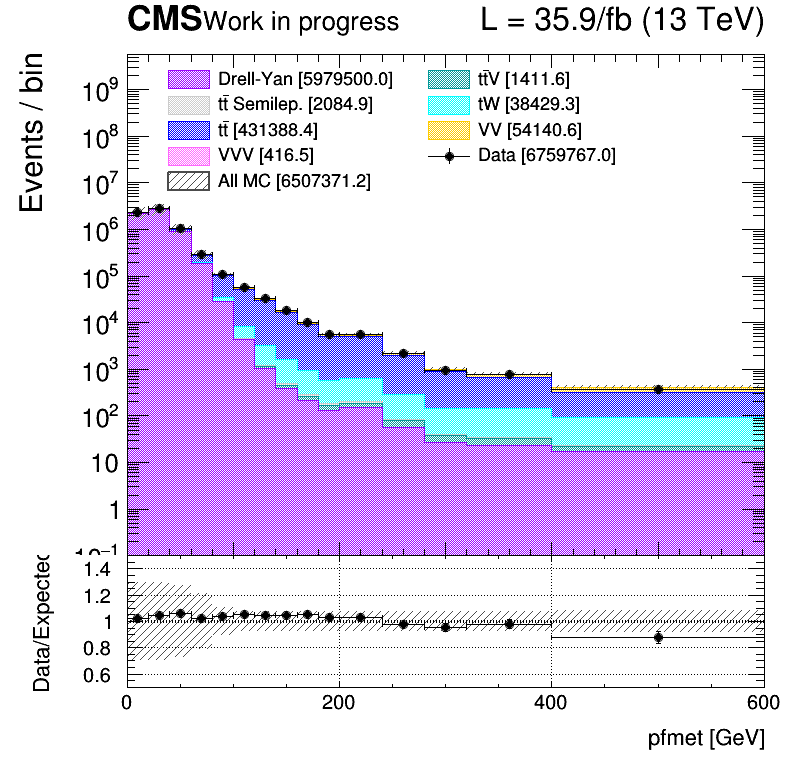 CMS Work in progress L = 35.9/fb (13 TeV)
Events / bin
Drell-Yan [5979500.0]
tt̄ Semilep. [2084.9]
tt̄ [431388.4]
VVV [416.5]
All MC [6507371.2]
tt̄V [1411.6]
tW [38429.3]
VV [54140.6]
Data [6759767.0]
10⁹
10⁸
10⁷
10⁶
10⁵
10⁴
10³
10²
10
1
10⁻¹
Data/Expected
1.4
1.2
1
0.8
0.6
0 200 400 600
pfmet [GeV]